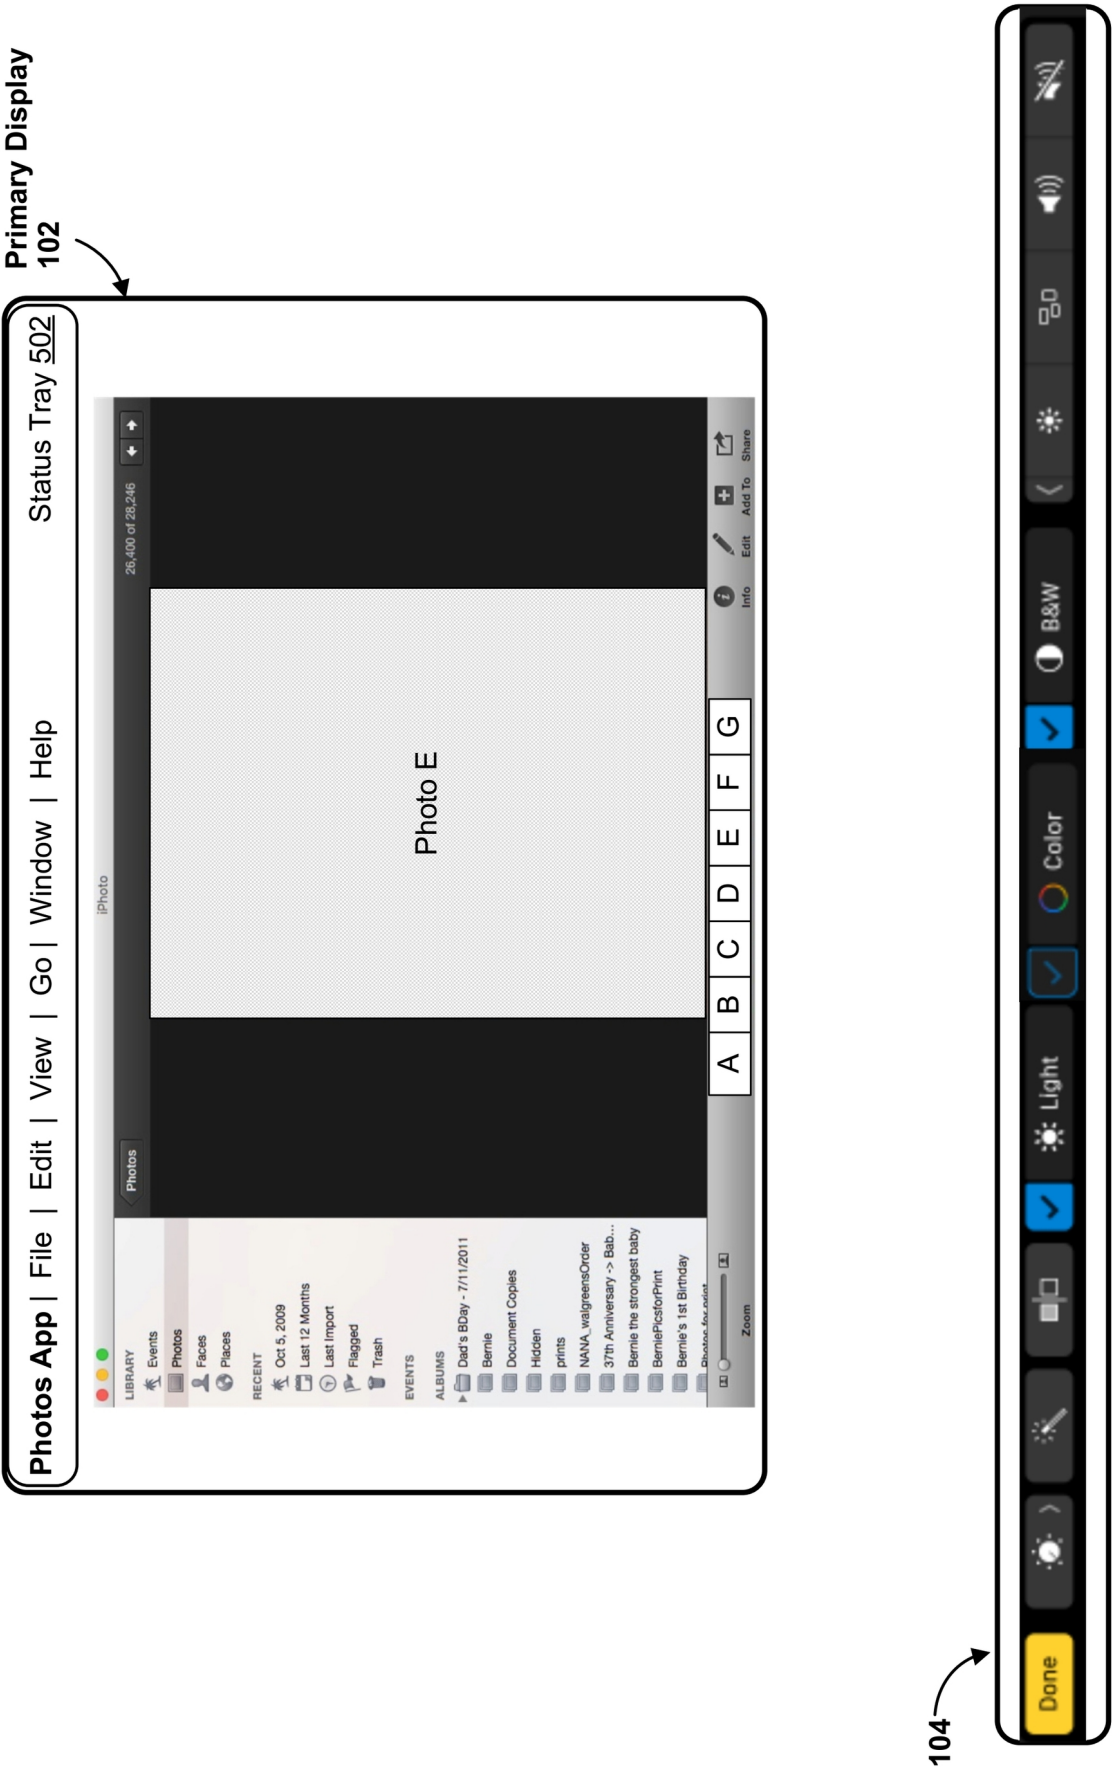 Primary Display
102
Photos App | File | Edit | View | Go | Window | Help
Status Tray 502
iPhoto
Photos
26,400 of 28,246
LIBRARY
Events
Photos
Faces
Places
RECENT
Oct 5, 2009
Last 12 Months
Last Import
Flagged
Trash
EVENTS
ALBUMS
Dad's BDay - 7/11/2011
Bernie
Document Copies
Hidden
prints
NANA_walgreensOrder
37th Anniversary -> Bab...
Bernie the strongest baby
BerniePicsforPrint
Bernie's 1st Birthday
Photos for print
Photo E
Zoom
A B C D E F G
Info
Edit
Add To
Share
104
Done
Light
Color
B&W